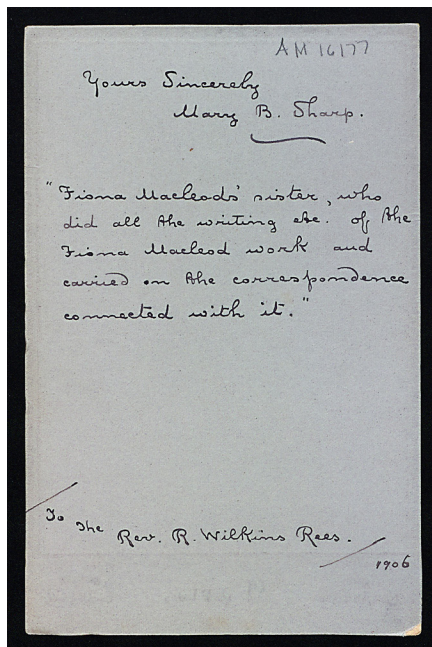 AM 16177
Yours Sincerely
Mary B. Sharp.
"Fiona Macleods' sister, who
did all the writing etc. of the
Fiona Macleod work and
carried on the correspondence
connected with it."
To The Rev. R. Wilkins Rees.
1906